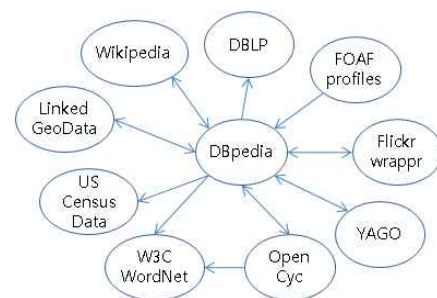 Wikipedia
DBLP
FOAF
profiles
Linked
GeoData
DBpedia
Flickr
wrappr
US
Census
Data
YAGO
W3C
WordNet
Open
Cyc